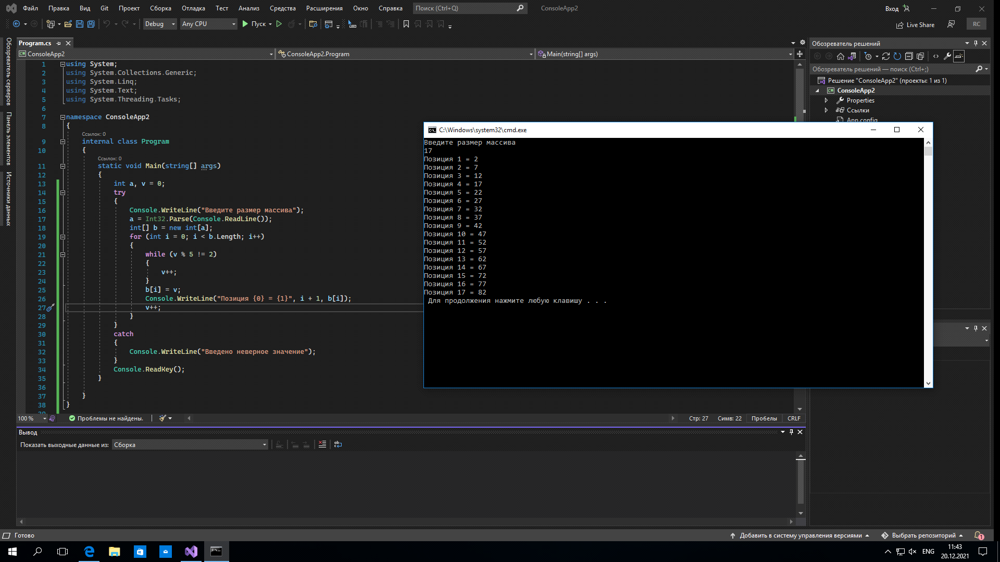 Файл Правка Вид Git Проект Сборка Отладка Тест Анализ Средства Расширения Окно Справка Поиск (Ctrl+Q) ConsoleApp2 Вход
Debug Any CPU Пуск Live Share RC
Обозреватель серверов
Панель элементов
Источники данных
Program.cs
ConsoleApp2 ConsoleApp2.Program Main(string[] args)
1 using System;
2 using System.Collections.Generic;
3 using System.Linq;
4 using System.Text;
5 using System.Threading.Tasks;
6
7 namespace ConsoleApp2
8 {
Ссылок: 0
9 internal class Program
10 {
Ссылок: 0
11 static void Main(string[] args)
12 {
13 int a, v = 0;
14 try
15 {
16 Console.WriteLine("Введите размер массива");
17 a = Int32.Parse(Console.ReadLine());
18 int[] b = new int[a];
19 for (int i = 0; i < b.Length; i++)
20 {
21 while (v % 5 != 2)
22 {
23 v++;
24 }
25 b[i] = v;
26 Console.WriteLine("Позиция {0} = {1}", i + 1, b[i]);
27 v++;
28 }
29 }
30 catch
31 {
32 Console.WriteLine("Введено неверное значение");
33 }
34 Console.ReadKey();
35 }
36
37 }
38 }
100 % Проблемы не найдены. Стр: 27 Симв: 22 Пробелы CRLF
Вывод
Показать выходные данные из: Сборка
Обозреватель решений
Обозреватель решений — поиск (Ctrl+;)
Решение "ConsoleApp2" (проекты: 1 из 1)
C# ConsoleApp2
Properties
Ссылки
App.config
C:\Windows\system32\cmd.exe
Введите размер массива
17
Позиция 1 = 2
Позиция 2 = 7
Позиция 3 = 12
Позиция 4 = 17
Позиция 5 = 22
Позиция 6 = 27
Позиция 7 = 32
Позиция 8 = 37
Позиция 9 = 42
Позиция 10 = 47
Позиция 11 = 52
Позиция 12 = 57
Позиция 13 = 62
Позиция 14 = 67
Позиция 15 = 72
Позиция 16 = 77
Позиция 17 = 82
Для продолжения нажмите любую клавишу . . .
Готово Добавить в систему управления версиями Выбрать репозиторий 1
ENG 11:43
20.12.2021